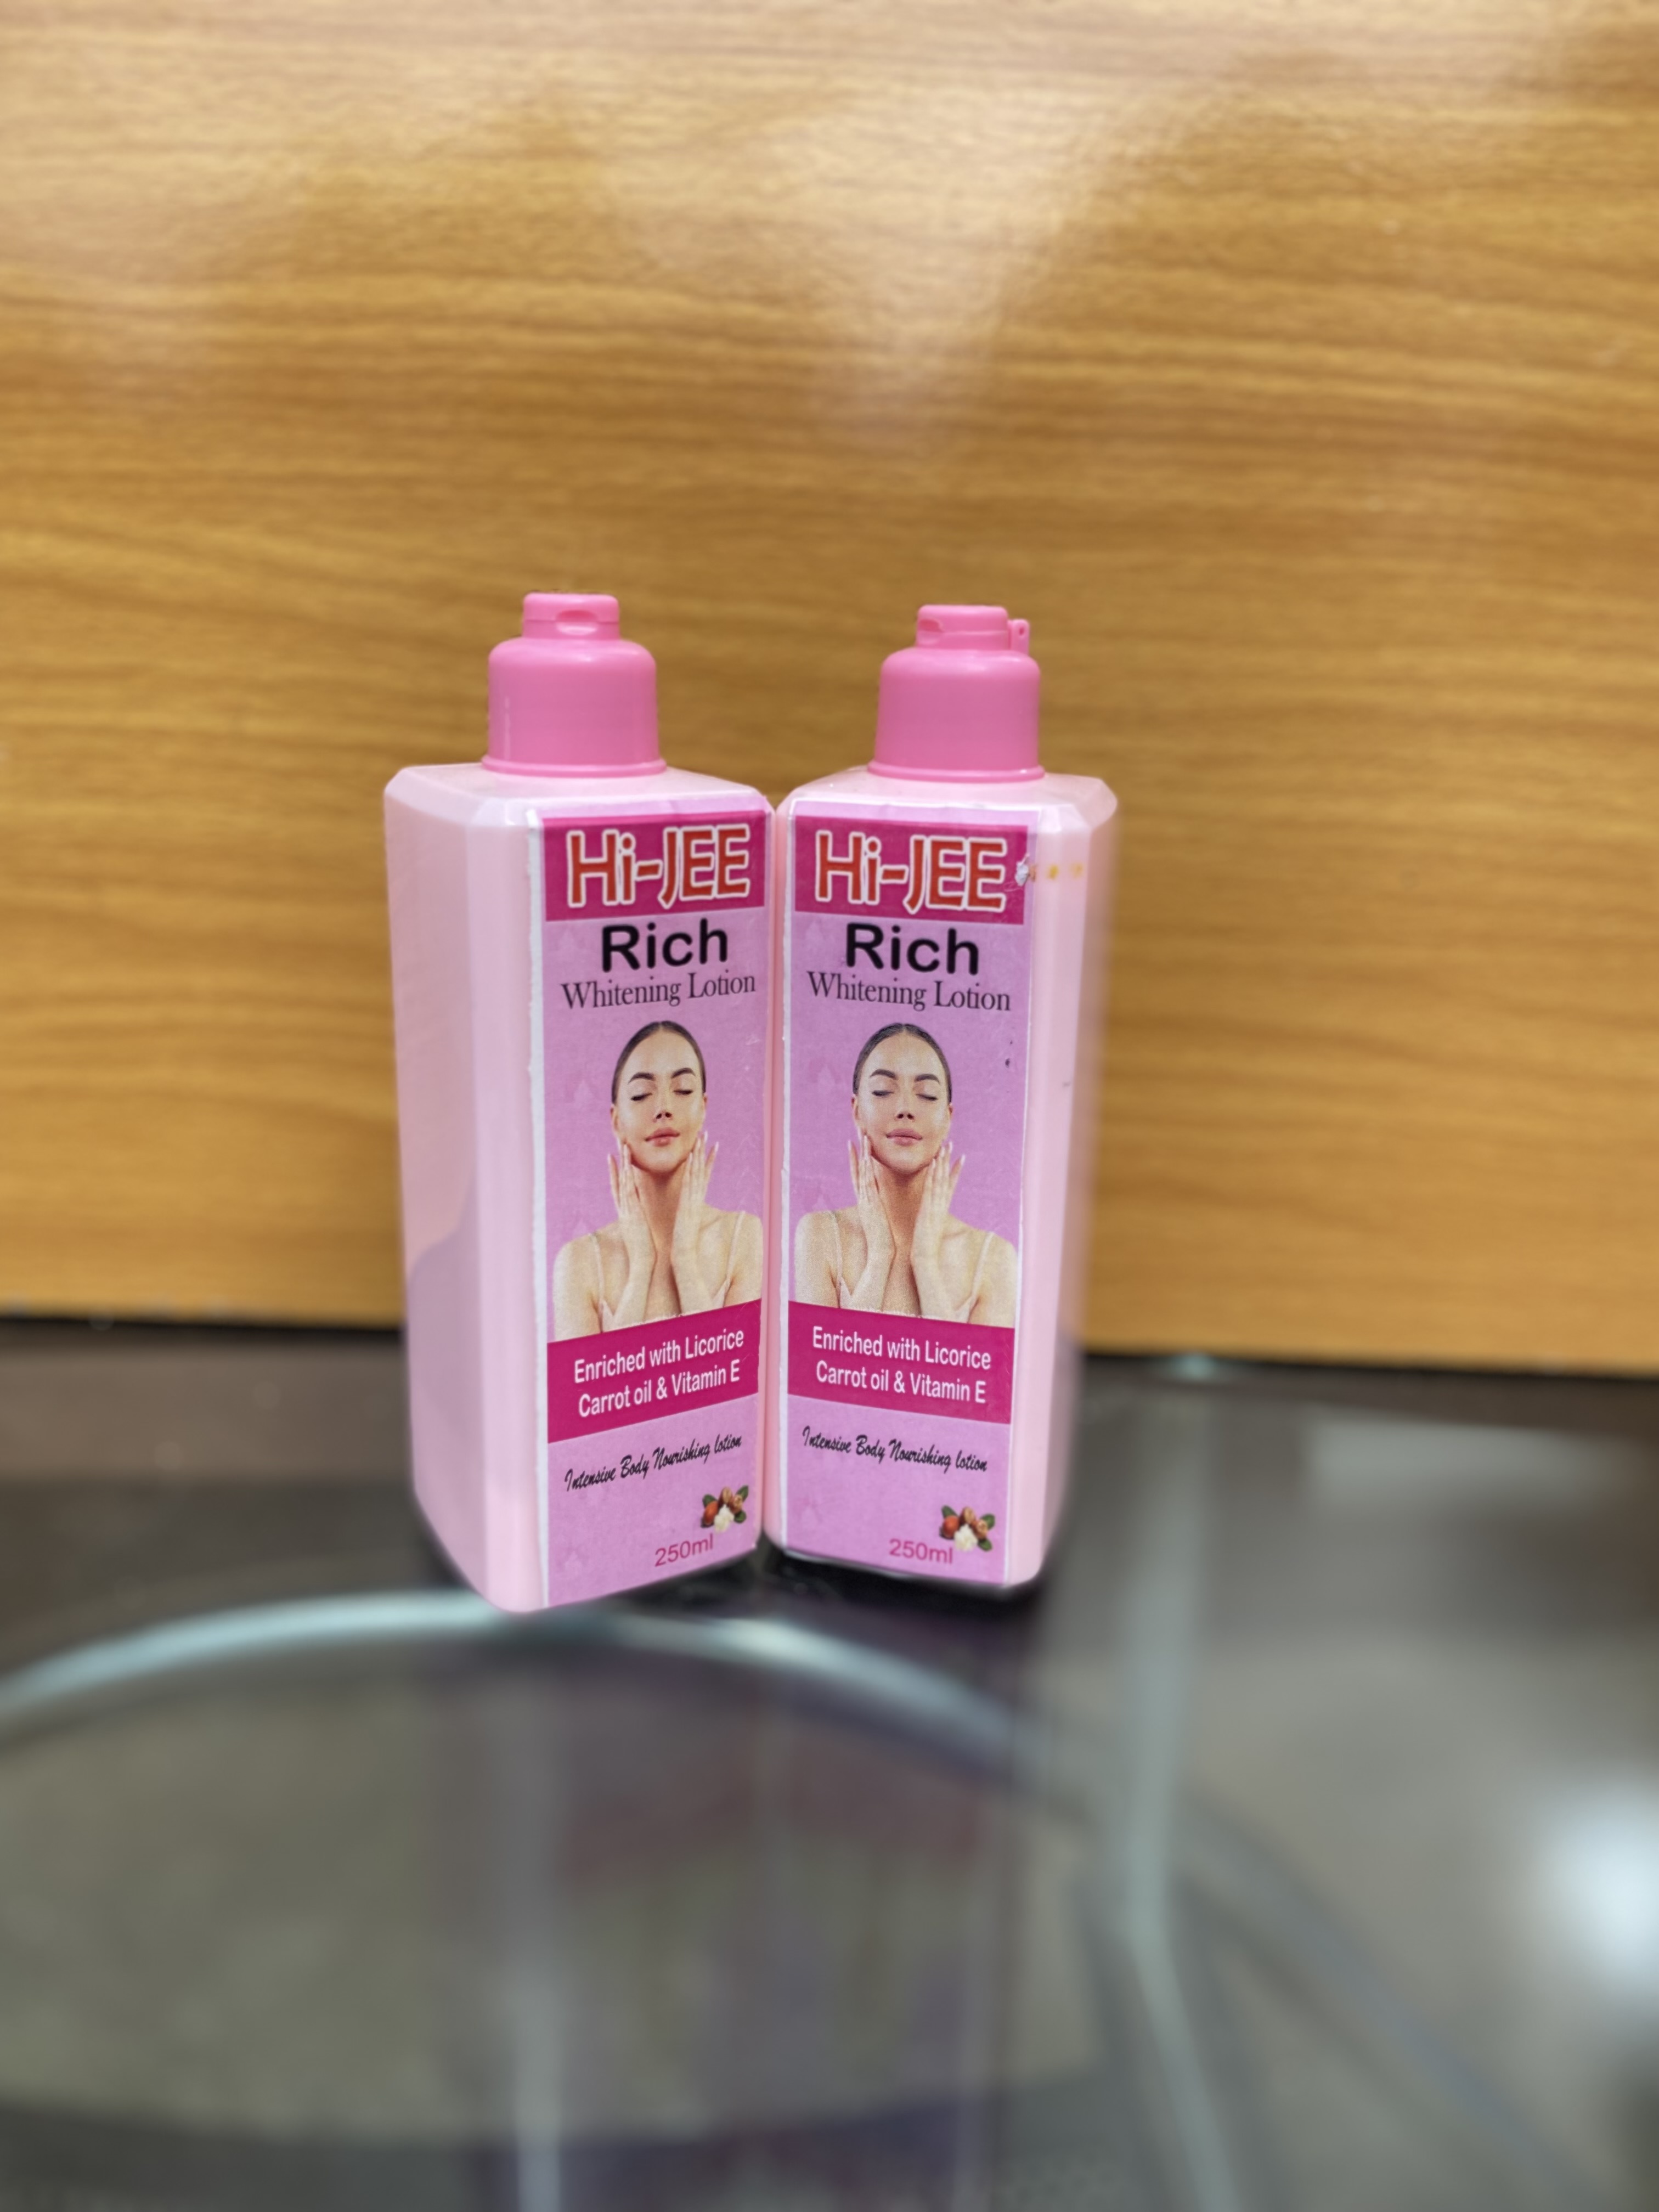 Hi-JEE
Rich
Whitening Lotion
Enriched with Licorice
Carrot oil & Vitamin E
Intensive Body Nourishing lotion
250ml
Hi-JEE
Rich
Whitening Lotion
Enriched with Licorice
Carrot oil & Vitamin E
Intensive Body Nourishing lotion
250ml